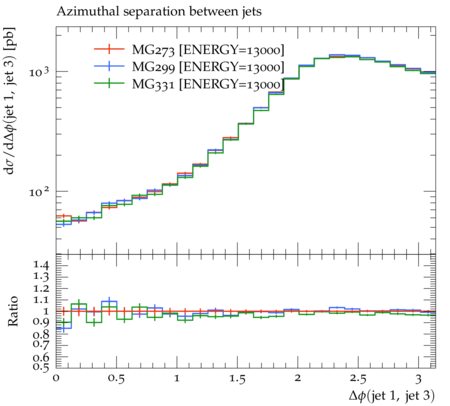 Azimuthal separation between jets
dσ/dΔϕ(jet 1, jet 3) [pb]
MG273 [ENERGY=13000]
MG299 [ENERGY=13000]
MG331 [ENERGY=13000]
10³
10²
Ratio
1.4
1.3
1.2
1.1
1
0.9
0.8
0.7
0.6
0.5
0 0.5 1 1.5 2 2.5 3
Δϕ(jet 1, jet 3)